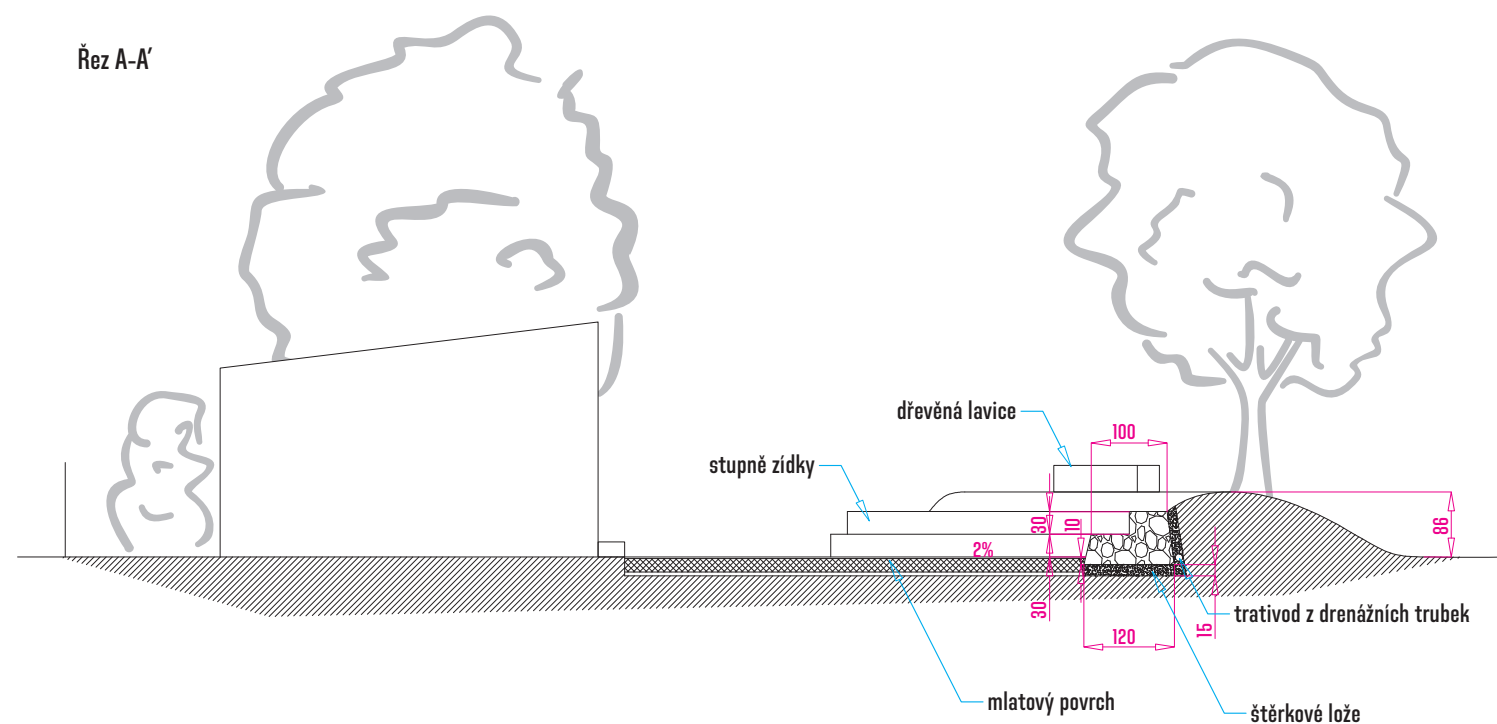 Řez A-A'
dřevěná lavice
100
stupně zídky
30
10
86
2%
30
120
15
trativod z drenážních trubek
mlatový povrch
štěrkové lože